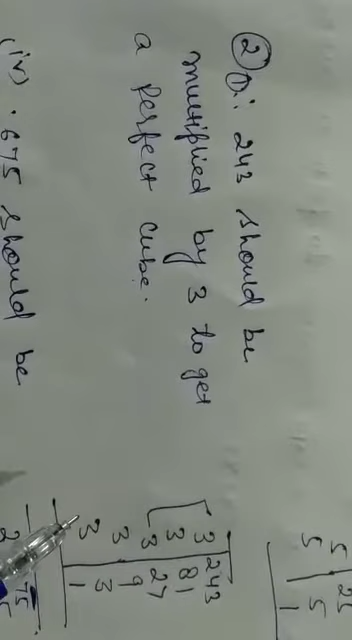 ② i). 243 should be
multiplied by 3 to get
a perfect cube.
(iv) . 675 should be
5 | 25
5 | 5
1
3 | 243
3 | 81
3 | 27
3 | 9
3 | 3
1
75